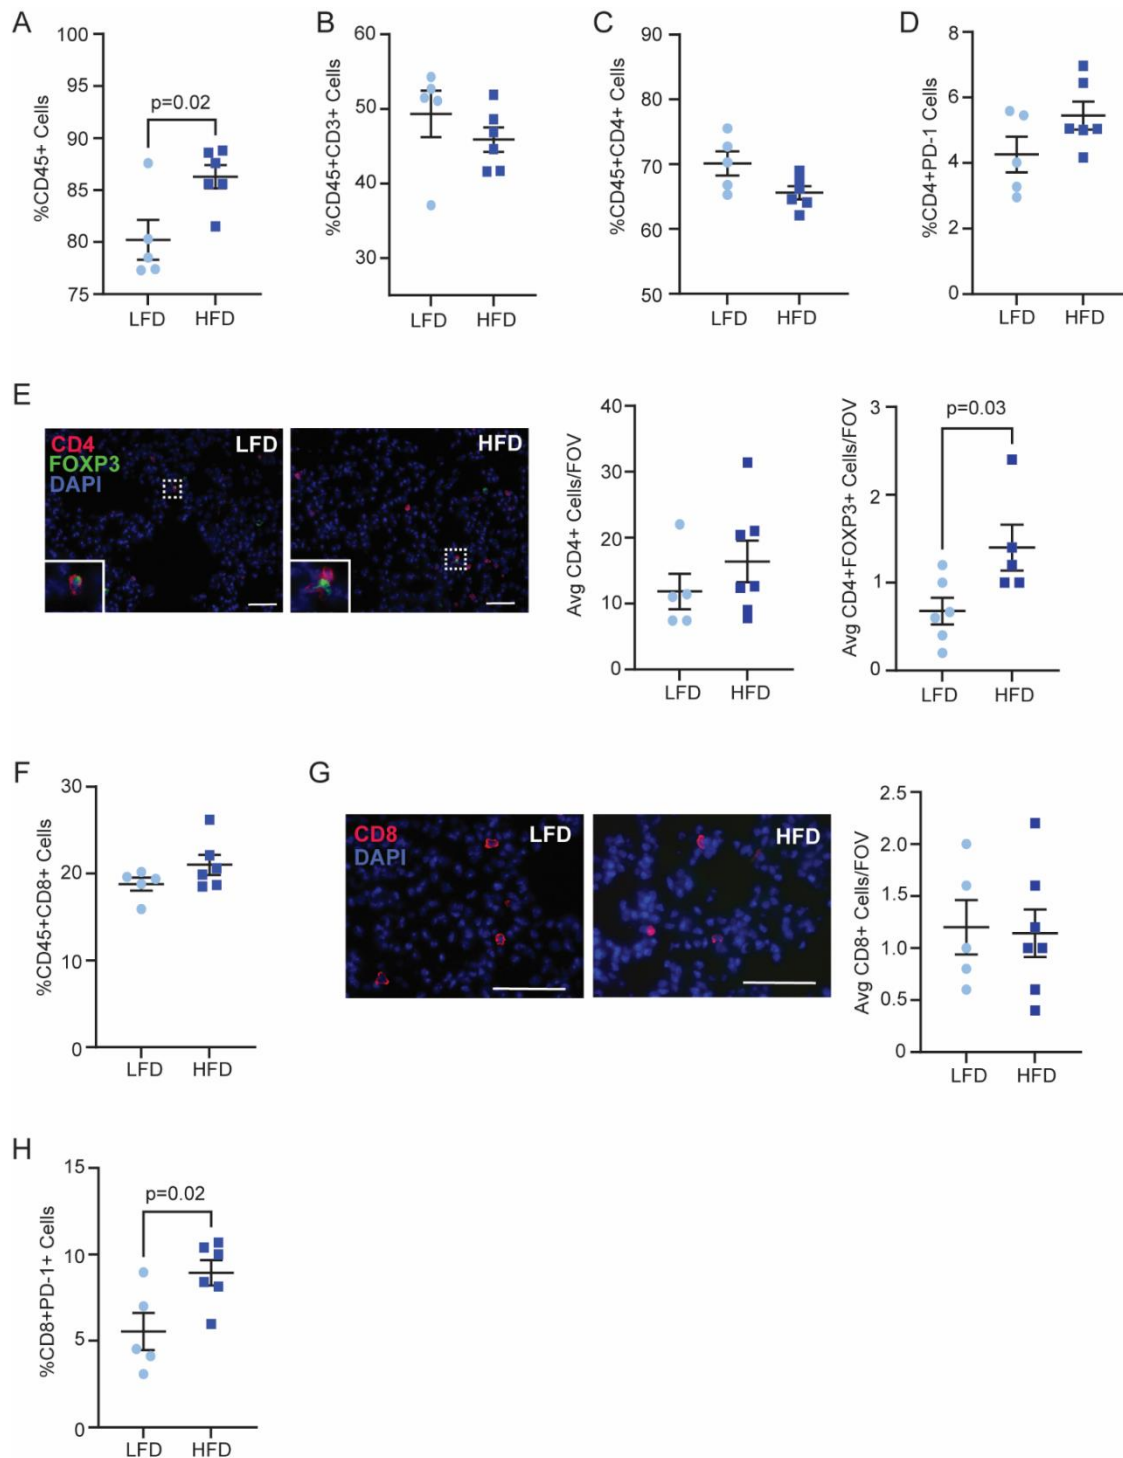 A
100
95
90
85
80
75
%CD45+ Cells
p=0.02
LFD
HFD
B
60
50
40
30
%CD45+CD3+ Cells
LFD
HFD
C
90
80
70
60
50
%CD45+CD4+ Cells
LFD
HFD
D
8
6
4
2
0
%CD4+PD-1 Cells
LFD
HFD
E
CD4
FOXP3
DAPI
LFD
HFD
40
30
20
10
0
Avg CD4+ Cells/FOV
LFD
HFD
3
2
1
0
Avg CD4+FOXP3+ Cells/FOV
p=0.03
LFD
HFD
F
30
20
10
0
%CD45+CD8+ Cells
LFD
HFD
G
CD8
DAPI
LFD
HFD
2.5
2.0
1.5
1.0
0.5
0
Avg CD8+ Cells/FOV
LFD
HFD
H
15
10
5
0
%CD8+PD-1+ Cells
p=0.02
LFD
HFD